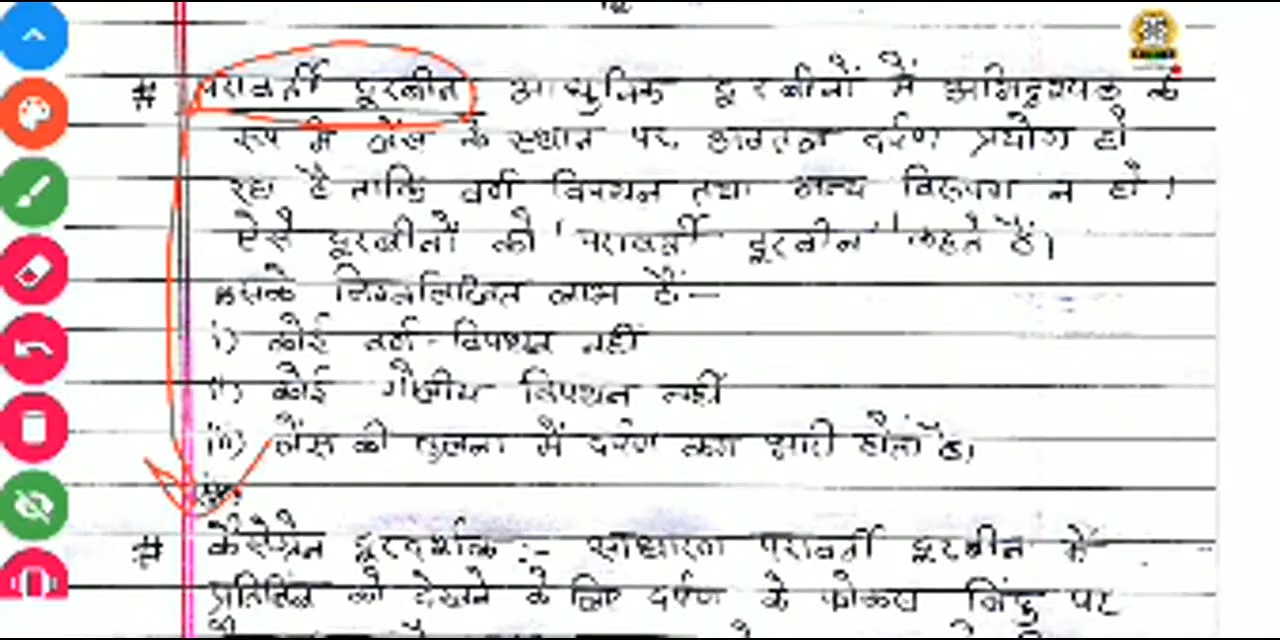 # परावर्ती दूरबीन आधुनिक दूरबीनों में अभिदृश्यक के
रूप में लेंस के स्थान पर अवतल दर्पण प्रयोग हो
रहा है ताकि वर्ण विपथन तथा अन्य विरूपण न हो।
ऐसे दूरबीनों को 'परावर्ती दूरबीन' कहते हैं।
इसके निम्नलिखित लाभ हैं—
i) कोई वर्ण-विपथन नहीं
ii) कोई गोलीय विपथन नहीं
iii) लेंस की तुलना में दर्पण कम भारी होता है।
# कैसेग्रेन दूरदर्शक :- साधारण परावर्ती दूरबीन में
प्रतिबिंब को देखने के लिए दर्पण के फोकस बिंदु पर